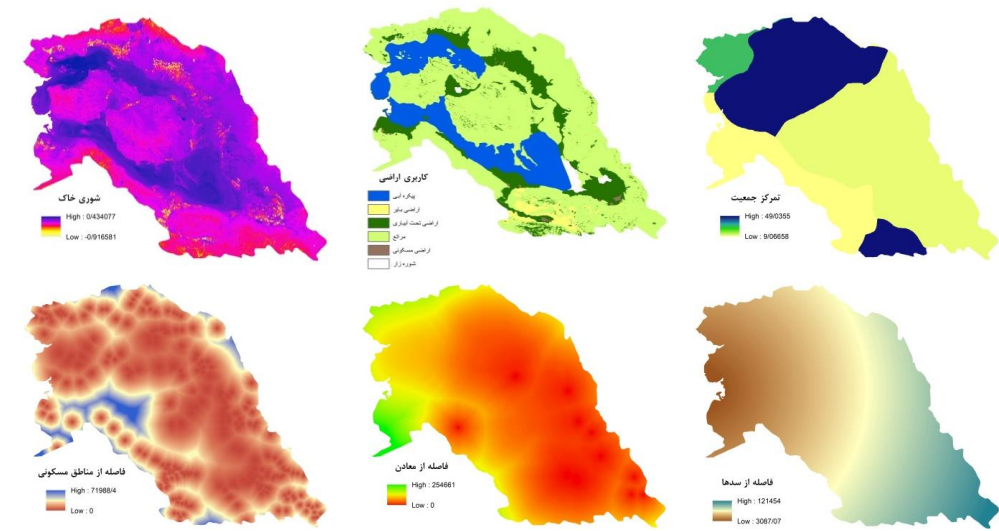 شوری خاک
High : 0/434077
Low : -0/916581
کاربری اراضی
پیکره آبی
اراضی بایر
اراضی تحت آبیاری
مراتع
اراضی مسکونی
شوره زار
تمرکز جمعیت
High : 49/0355
Low : 9/06658
فاصله از مناطق مسکونی
High : 71988/4
Low : 0
فاصله از معادن
High : 254661
Low : 0
فاصله از سدها
High : 121454
Low : 3087/07